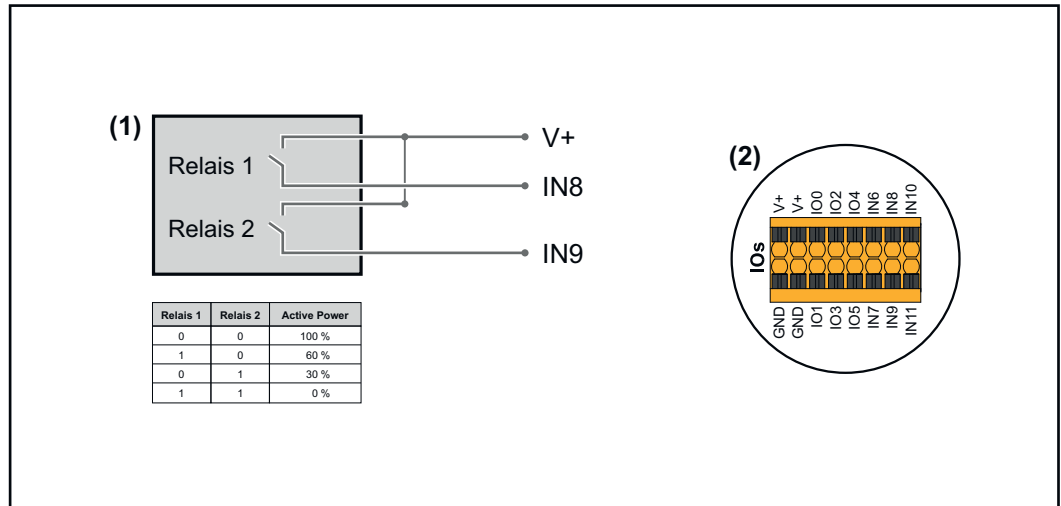 (1)
Relais 1
Relais 2
V+
IN8
IN9
Relais 1 Relais 2 Active Power
0 0 100 %
1 0 60 %
0 1 30 %
1 1 0 %
(2)
IOs
V+ V+ IO0 IO2 IO4 IN6 IN8 IN10
GND GND IO1 IO3 IO5 IN7 IN9 IN11